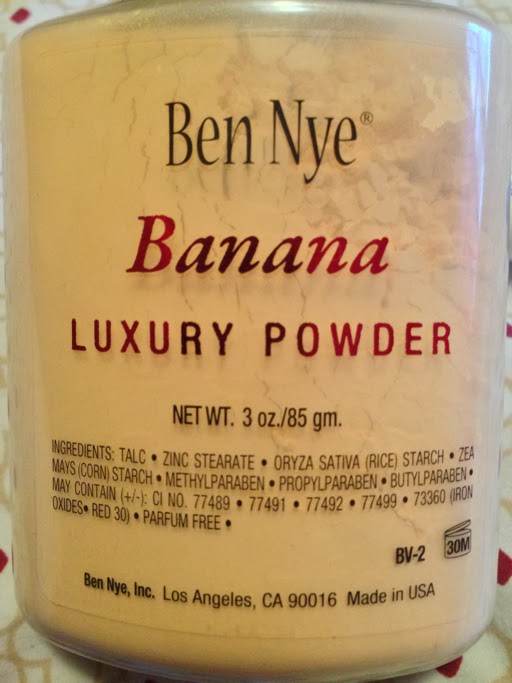 Ben Nye®
Banana
LUXURY POWDER
NET WT. 3 oz./85 gm.
INGREDIENTS: TALC • ZINC STEARATE • ORYZA SATIVA (RICE) STARCH • ZEA
MAYS (CORN) STARCH • METHYLPARABEN • PROPYLPARABEN • BUTYLPARABEN •
MAY CONTAIN (+/-): CI NO. 77489 • 77491 • 77492 • 77499 • 73360 (IRON
OXIDES• RED 30) • PARFUM FREE •
BV-2 30M
Ben Nye, Inc. Los Angeles, CA 90016 Made in USA